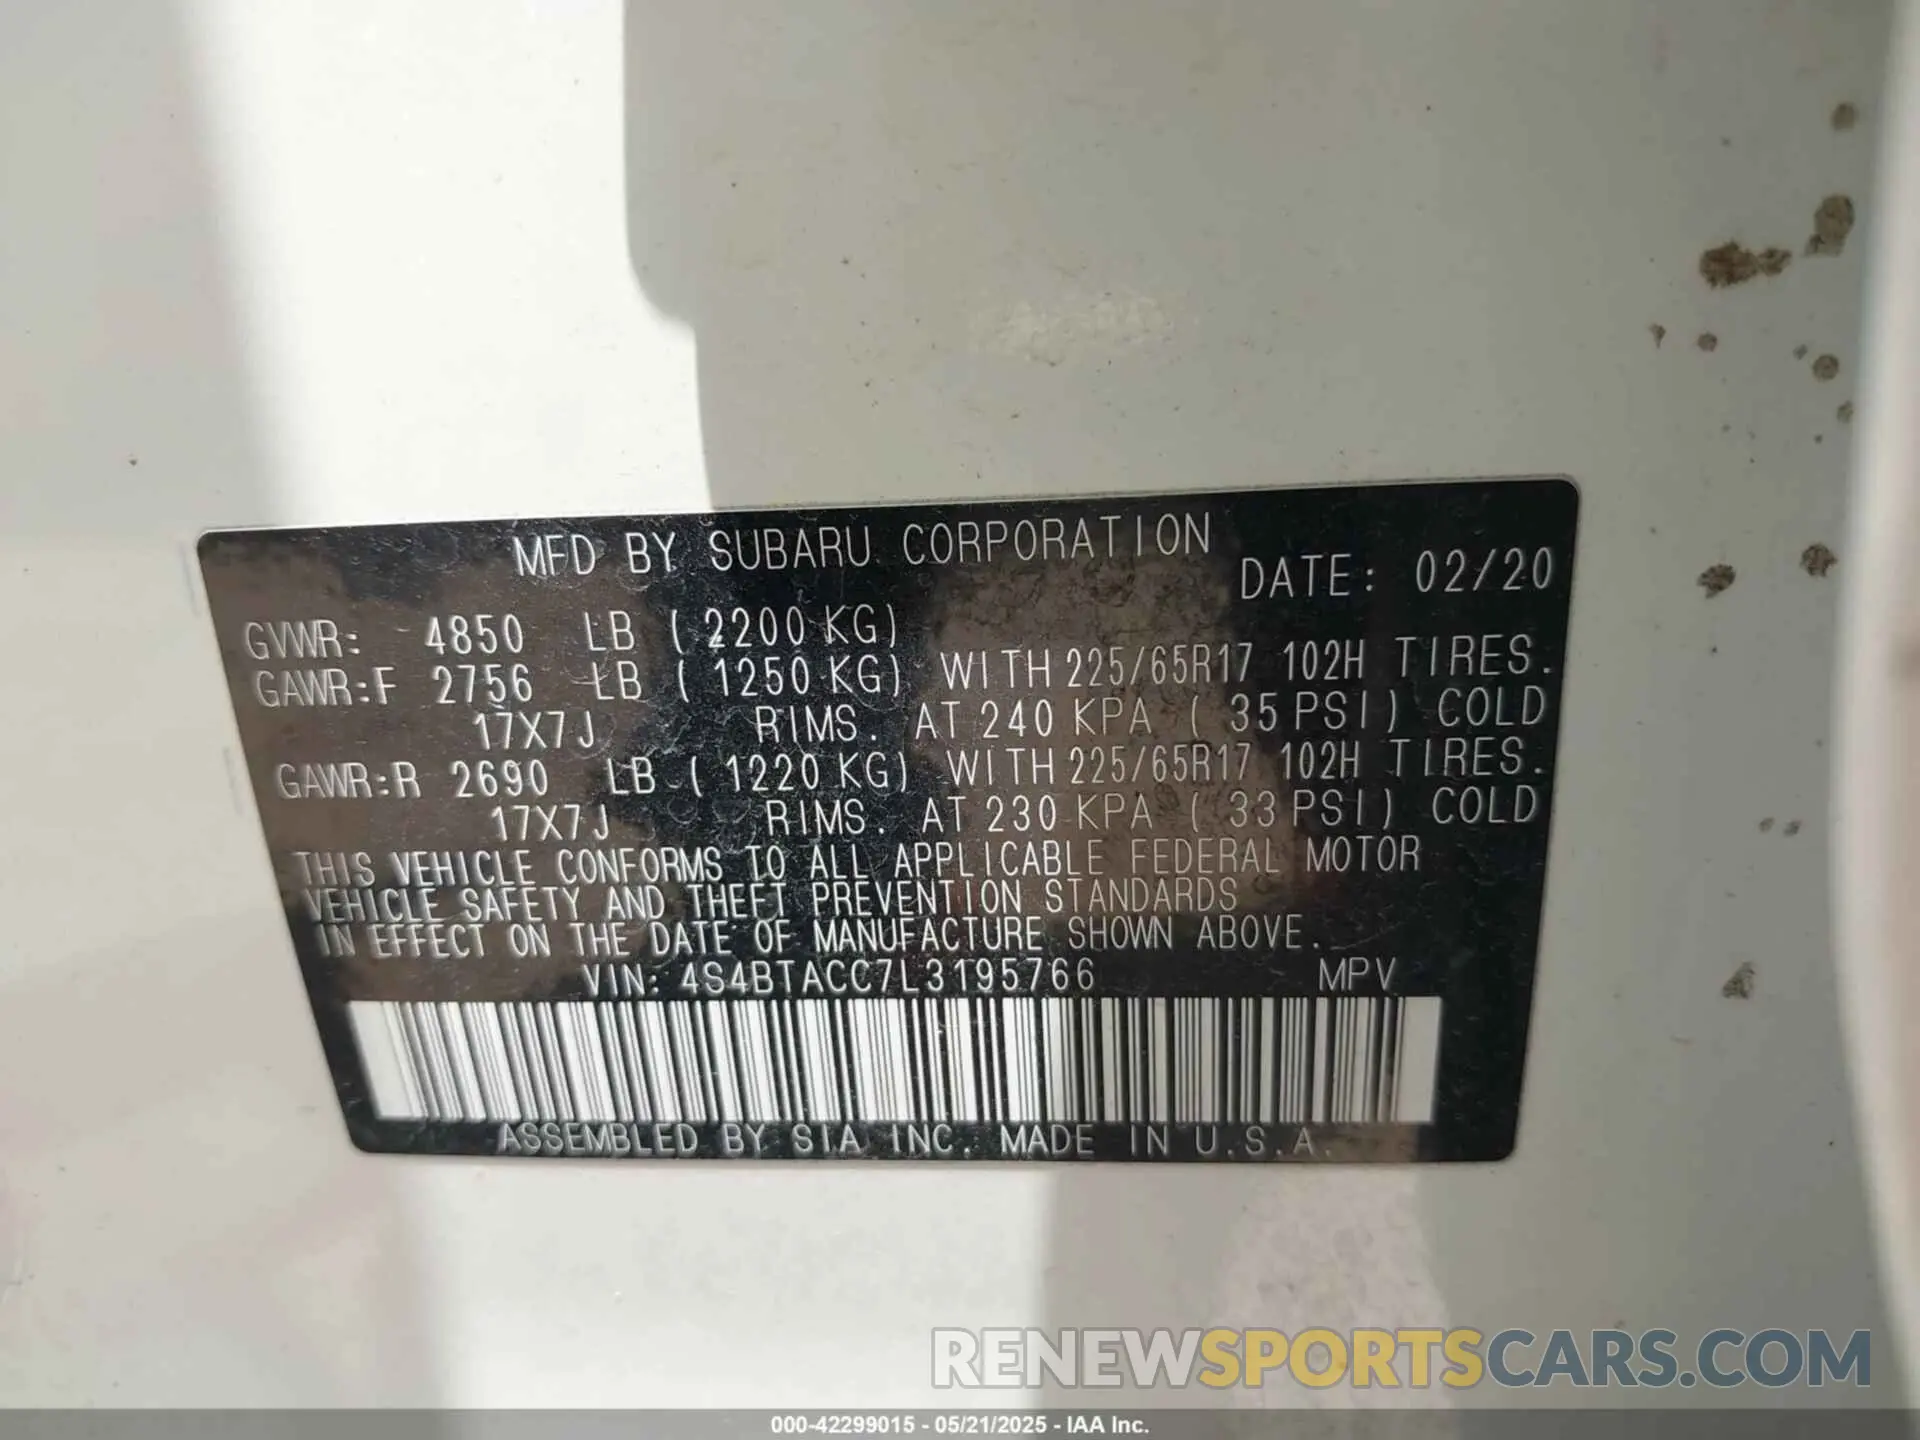 MFD BY SUBARU CORPORATION DATE: 02/20
GVWR: 4850 LB (2200 KG)
GAWR:F 2756 LB (1250 KG) WITH 225/65R17 102H TIRES.
17X7J RIMS. AT 240 KPA ( 35 PSI) COLD
GAWR:R 2690 LB (1220 KG) WITH 225/65R17 102H TIRES.
17X7J RIMS. AT 230 KPA ( 33 PSI) COLD
THIS VEHICLE CONFORMS TO ALL APPLICABLE FEDERAL MOTOR
VEHICLE SAFETY AND THEFT PREVENTION STANDARDS
IN EFFECT ON THE DATE OF MANUFACTURE SHOWN ABOVE.
VIN: 4S4BTACC7L3195766 MPV
ASSEMBLED BY SIA INC. MADE IN U.S.A.
RENEWSPORTSCARS.COM
000-42299015 - 05/21/2025 - IAA Inc.